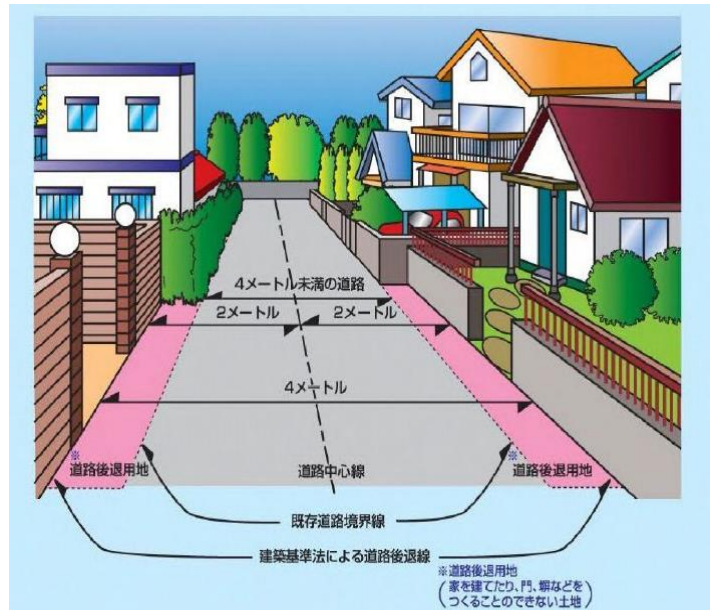 4メートル未満の道路
2メートル 2メートル
4メートル
※ ※
道路後退用地 道路中心線 道路後退用地
既存道路境界線
建築基準法による道路後退線
※道路後退用地
(家を建てたり、門、塀などを
つくることのできない土地)